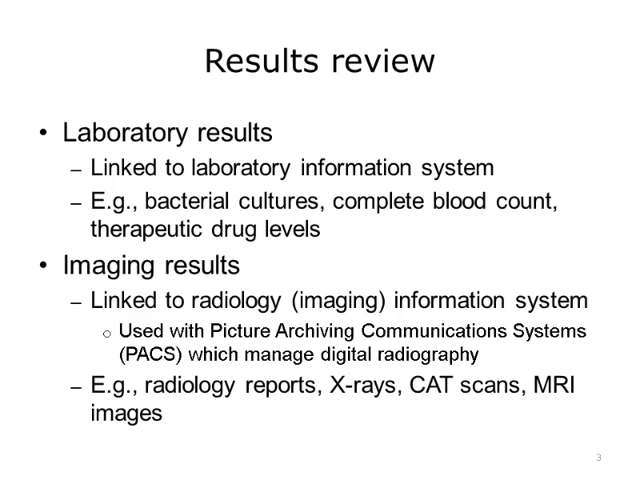 Results review
• Laboratory results
– Linked to laboratory information system
– E.g., bacterial cultures, complete blood count,
therapeutic drug levels
• Imaging results
– Linked to radiology (imaging) information system
o Used with Picture Archiving Communications Systems
(PACS) which manage digital radiography
– E.g., radiology reports, X-rays, CAT scans, MRI
images
3